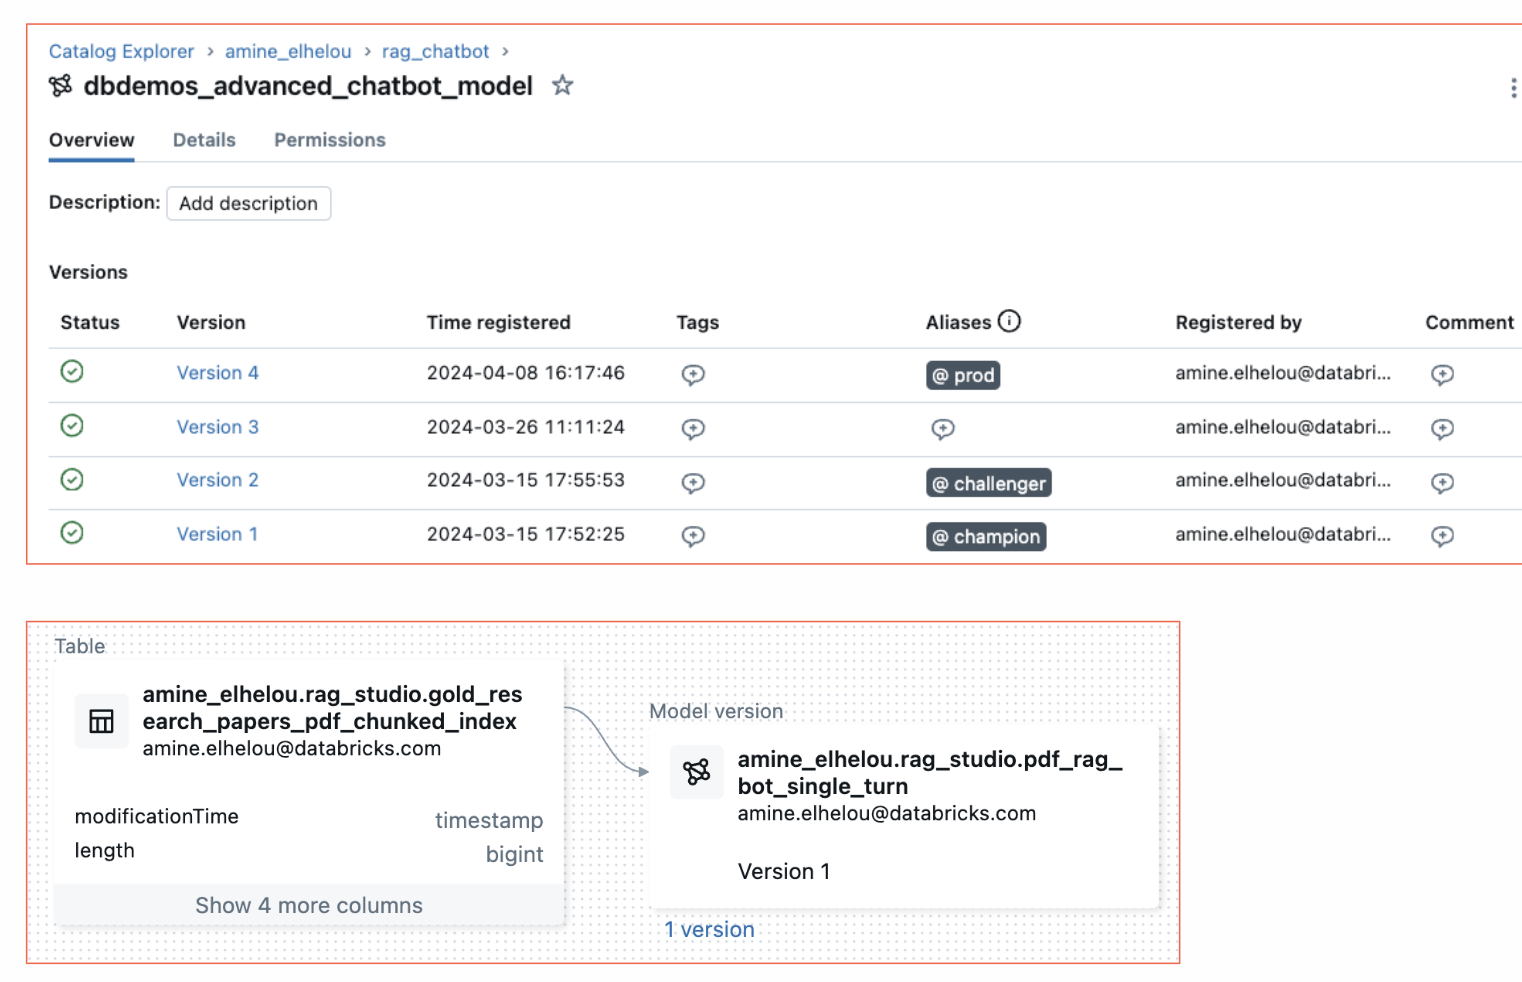 Catalog Explorer > amine_elhelou > rag_chatbot >
dbdemos_advanced_chatbot_model
Overview Details Permissions
Description: Add description
Versions
Status Version Time registered Tags Aliases Registered by Comment
Version 4 2024-04-08 16:17:46 @ prod amine.elhelou@databri...
Version 3 2024-03-26 11:11:24 amine.elhelou@databri...
Version 2 2024-03-15 17:55:53 @ challenger amine.elhelou@databri...
Version 1 2024-03-15 17:52:25 @ champion amine.elhelou@databri...
Table
amine_elhelou.rag_studio.gold_res
earch_papers_pdf_chunked_index
amine.elhelou@databricks.com
modificationTime timestamp
length bigint
Show 4 more columns
Model version
amine_elhelou.rag_studio.pdf_rag_
bot_single_turn
amine.elhelou@databricks.com
Version 1
1 version